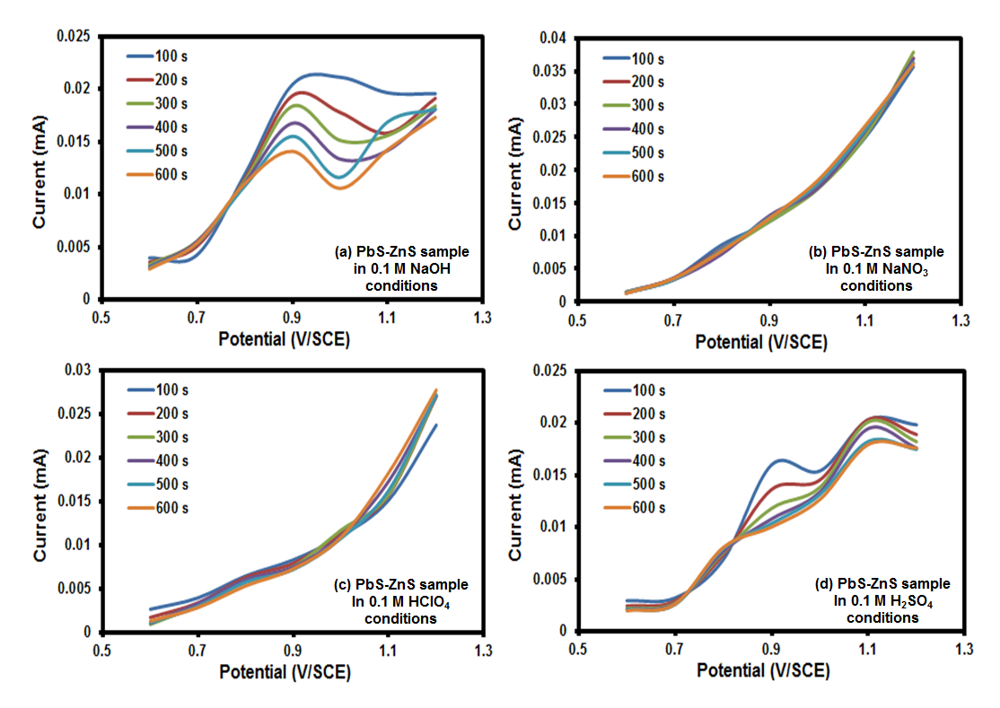 0.025
0.02
0.015
0.01
0.005
0
0.5
0.7
0.9
1.1
1.3
Current (mA)
Potential (V/SCE)
100 s
200 s
300 s
400 s
500 s
600 s
(a) PbS-ZnS sample
in 0.1 M NaOH
conditions
0.04
0.035
0.03
0.025
0.02
0.015
0.01
0.005
0
0.5
0.7
0.9
1.1
1.3
Current (mA)
Potential (V/SCE)
100 s
200 s
300 s
400 s
500 s
600 s
(b) PbS-ZnS sample
In 0.1 M NaNO₃
conditions
0.03
0.025
0.02
0.015
0.01
0.005
0
0.5
0.7
0.9
1.1
1.3
Current (mA)
Potential (V/SCE)
100 s
200 s
300 s
400 s
500 s
600 s
(c) PbS-ZnS sample
In 0.1 M HClO₄
conditions
0.025
0.02
0.015
0.01
0.005
0
0.5
0.7
0.9
1.1
1.3
Current (mA)
Potential (V/SCE)
100 s
200 s
300 s
400 s
500 s
600 s
(d) PbS-ZnS sample
In 0.1 M H₂SO₄
conditions